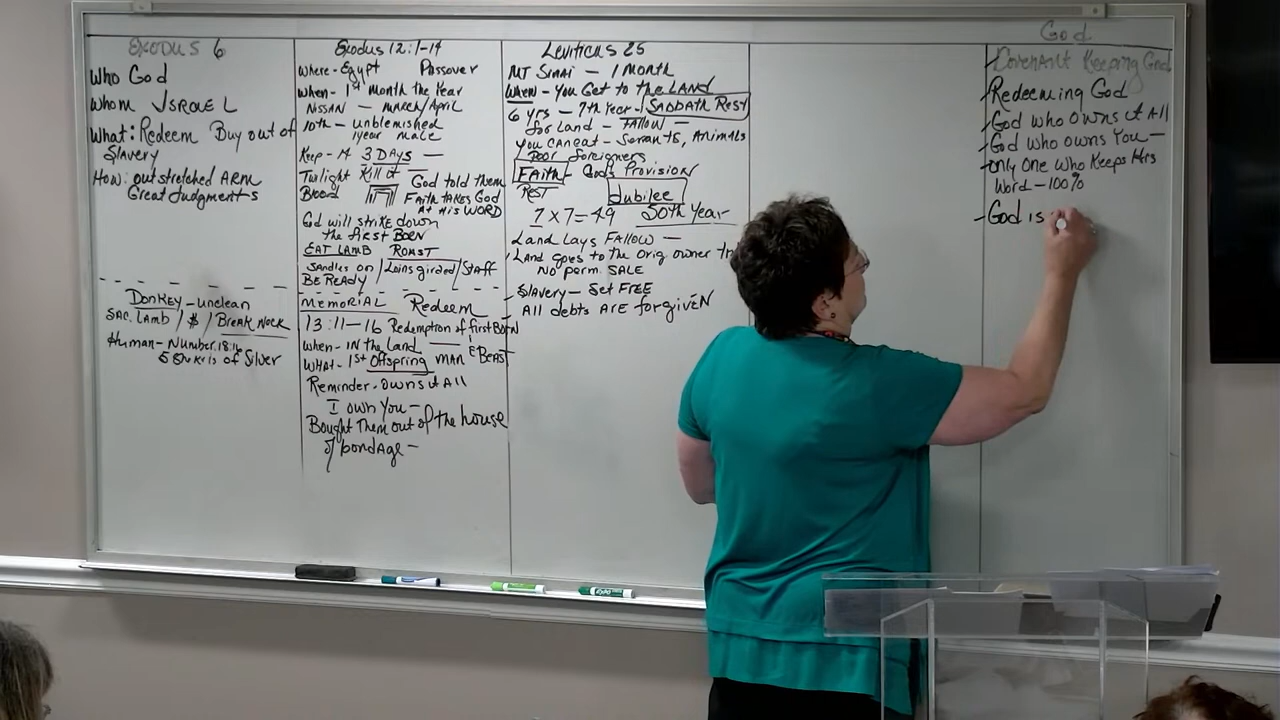 Exodus 6
Who God
Whom ISRAEL
What: Redeem Buy out of
Slavery
How: outstretched ARM
Great Judgments
Donkey - unclean
Sac. Lamb / $ / Break Neck
Human - Number 18:16
5 Shekels of Silver
Exodus 12:1-14
Where - Egypt Passover
When - 1st Month the Year
NISSAN - MARCH/April
10th - unblemished
1 year male
Keep - 14 3 DAYS —
Twilight Kill it
Blood God told them
FAITH takes God
At His WORD
God will strike down
the first BORN
EAT LAMB ROAST
Sandles on / Loins girded / Staff
BE READY
MEMORIAL Redeem
13:11-16 Redemption of first BORN
When - IN the Land —
WHAT - 1st Offspring MAN & BEAST
Reminder - owns it All
I own You -
Bought Them out of the house
of bondage -
Leviticus 25
MT SINAI - 1 MONTH
When - You Get to the LAND
6 yrs - 7th Year - SABBATH REST
for Land - FALLOW -
You can eat - Servants, ANIMALS
Poor foreigners
FAITH - God's Provision
REST
Jubilee
7 x 7 = 49 50th Year
Land Lays FALLOW —
Land goes to the orig owner
NO perm. SALE
Slavery - Set FREE
All debts ARE forgiven
God
Covenant Keeping God
Redeeming God
God who Owns it All
God who owns You -
only One who Keeps His
Word - 100%
- God is